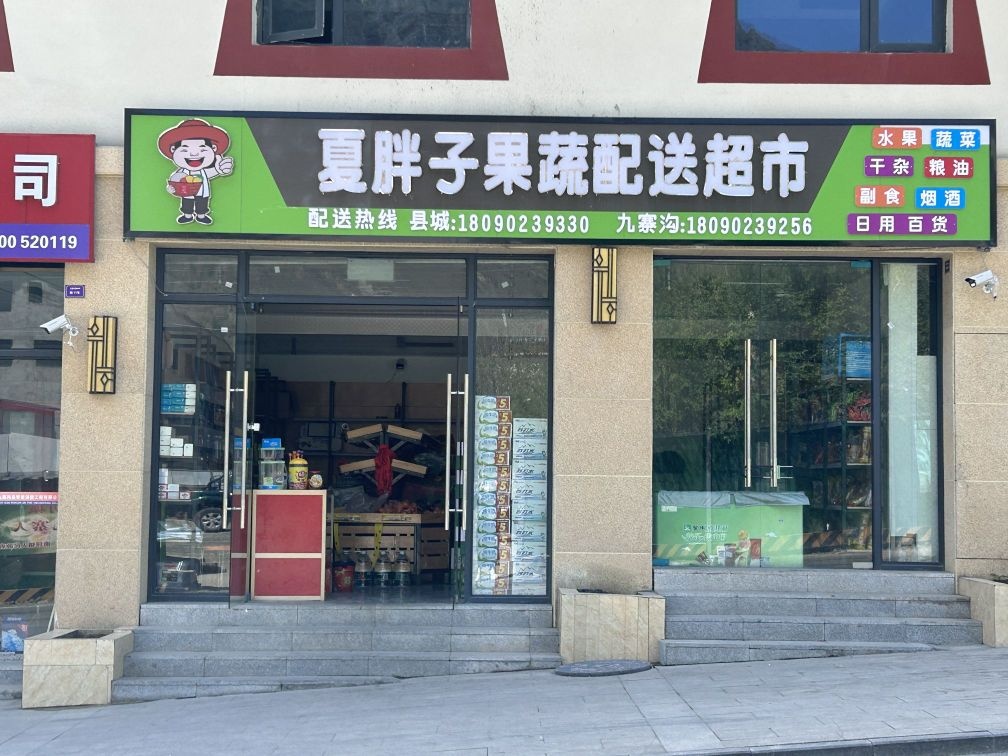 司
00 520119
夏胖子果蔬配送超市
配送热线 县城:18090239330 九寨沟:18090239256
水果 蔬菜
干杂 粮油
副食 烟酒
日用百货